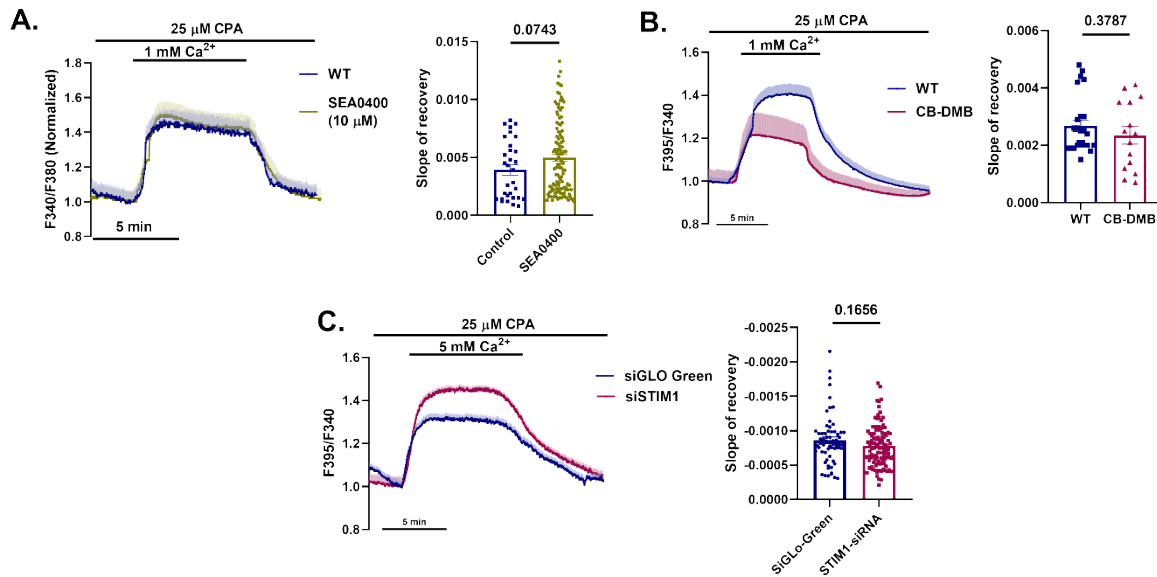 A.
25 μM CPA
1 mM Ca²⁺
F340/F380 (Normalized)
1.8
1.6
1.4
1.2
1.0
0.8
WT
SEA0400
(10 μM)
5 min
Slope of recovery
0.015
0.010
0.005
0.000
0.0743
Control
SEA0400
B.
25 μM CPA
1 mM Ca²⁺
F395/F340
1.6
1.4
1.2
1.0
0.8
WT
CB-DMB
5 min
Slope of recovery
0.006
0.004
0.002
0.000
0.3787
WT
CB-DMB
C.
25 μM CPA
5 mM Ca²⁺
F395/F340
1.6
1.4
1.2
1.0
0.8
siGLO Green
siSTIM1
5 min
Slope of recovery
-0.0025
-0.0020
-0.0015
-0.0010
-0.0005
0.0000
0.1656
SiGLo-Green
STIM1-siRNA